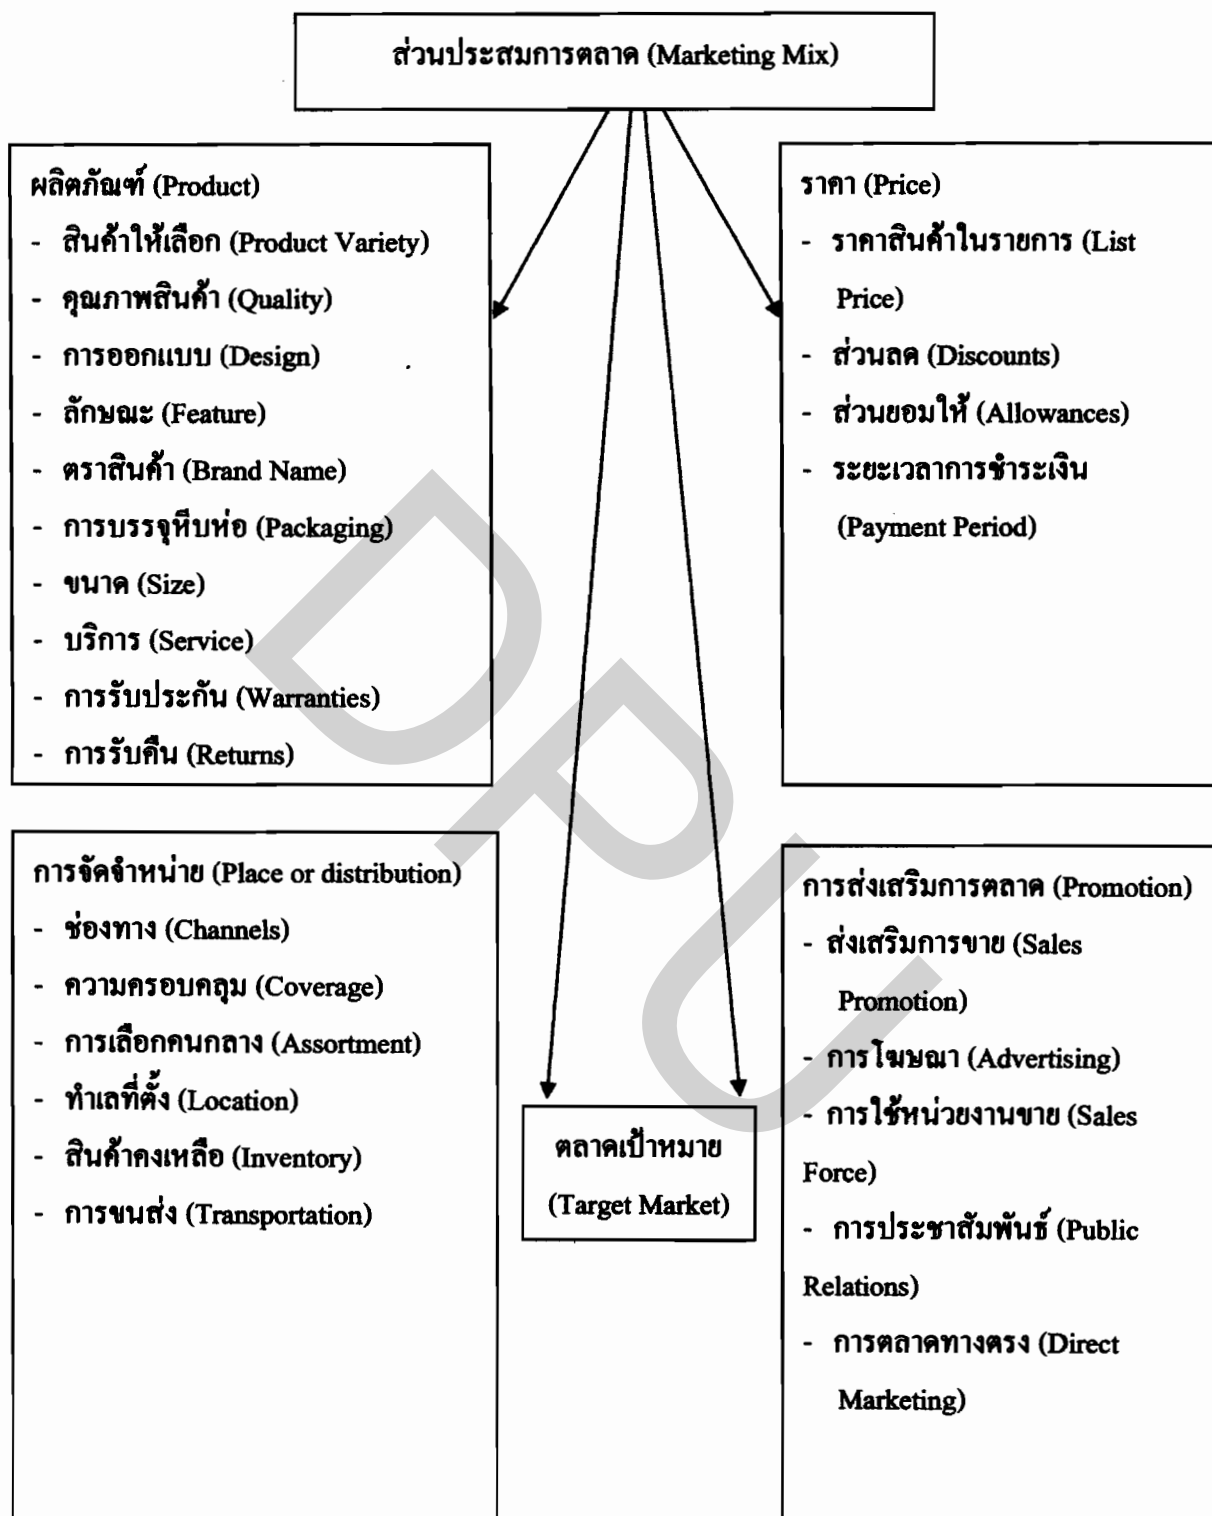 ส่วนประสมการตลาด (Marketing Mix)
ผลิตภัณฑ์ (Product)
- สินค้าให้เลือก (Product Variety)
- คุณภาพสินค้า (Quality)
- การออกแบบ (Design)
- ลักษณะ (Feature)
- ตราสินค้า (Brand Name)
- การบรรจุหีบห่อ (Packaging)
- ขนาด (Size)
- บริการ (Service)
- การรับประกัน (Warranties)
- การรับคืน (Returns)
ราคา (Price)
- ราคาสินค้าในรายการ (List
Price)
- ส่วนลด (Discounts)
- ส่วนยอมให้ (Allowances)
- ระยะเวลาการชำระเงิน
(Payment Period)
การจัดจำหน่าย (Place or distribution)
- ช่องทาง (Channels)
- ความครอบคลุม (Coverage)
- การเลือกคนกลาง (Assortment)
- ทำเลที่ตั้ง (Location)
- สินค้าคงเหลือ (Inventory)
- การขนส่ง (Transportation)
ตลาดเป้าหมาย
(Target Market)
การส่งเสริมการตลาด (Promotion)
- ส่งเสริมการขาย (Sales
Promotion)
- การโฆษณา (Advertising)
- การใช้หน่วยงานขาย (Sales
Force)
- การประชาสัมพันธ์ (Public
Relations)
- การตลาดทางตรง (Direct
Marketing)
DPU